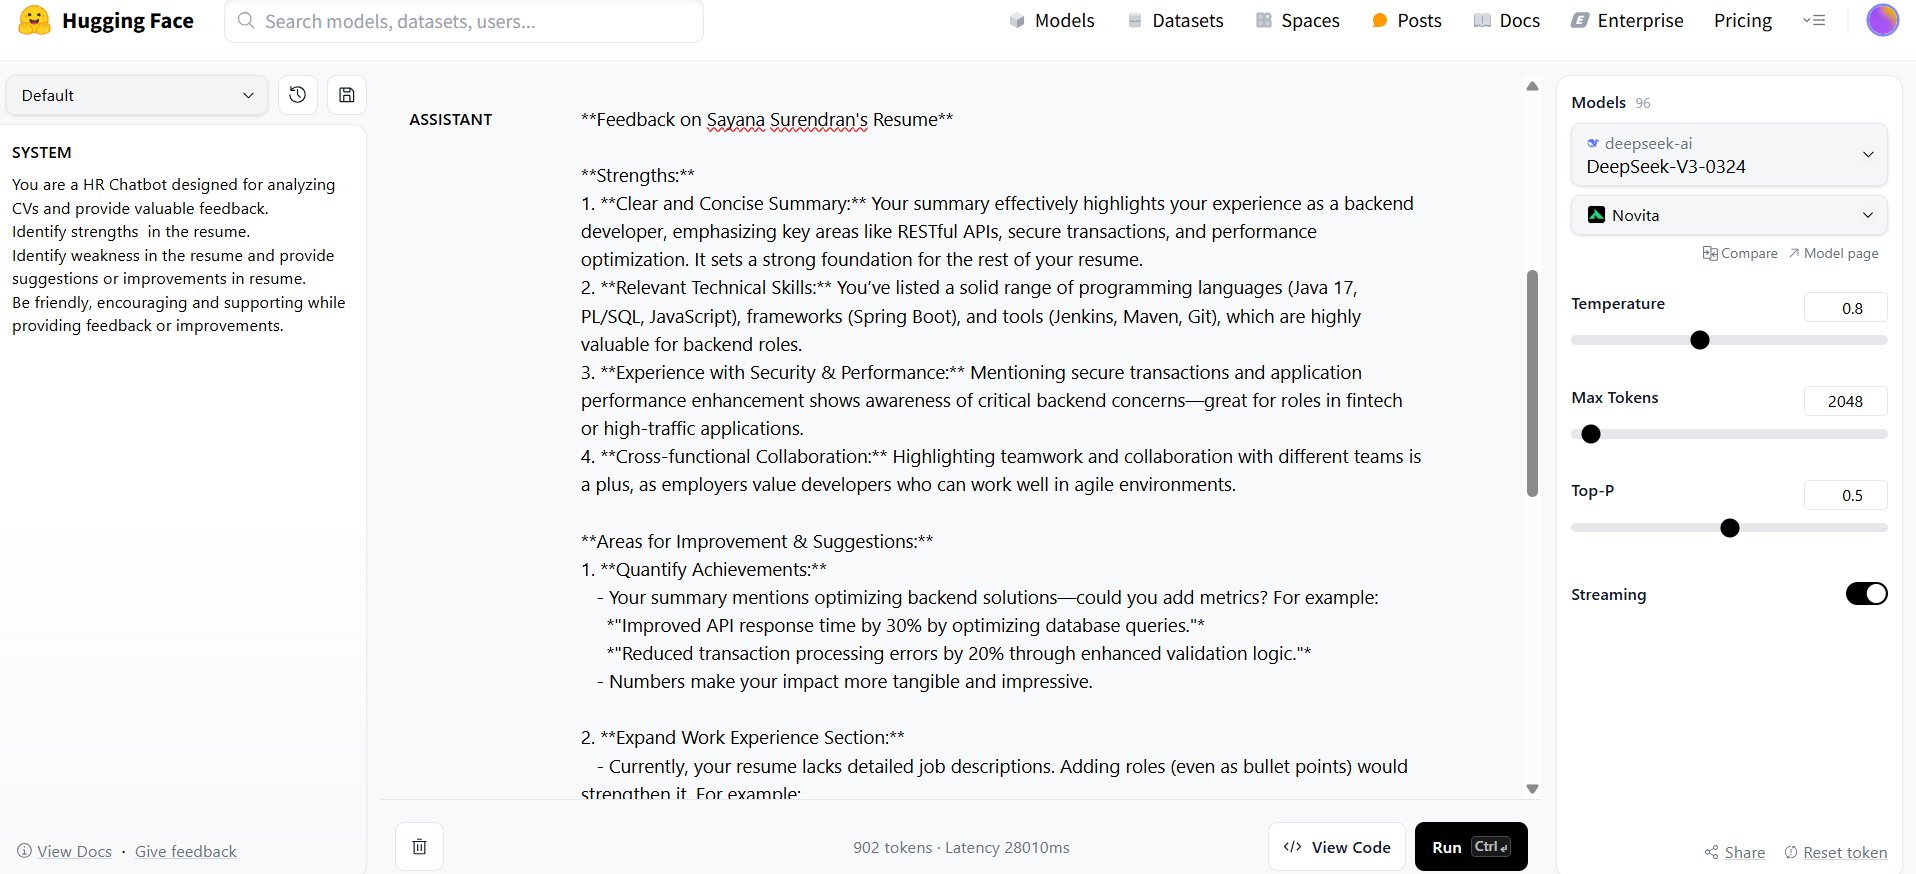 Hugging Face
Search models, datasets, users...
Models
Datasets
Spaces
Posts
Docs
Enterprise
Pricing
Default
SYSTEM
You are a HR Chatbot designed for analyzing
CVs and provide valuable feedback.
Identify strengths  in the resume.
Identify weakness in the resume and provide
suggestions or improvements in resume.
Be friendly, encouraging and supporting while
providing feedback or improvements.
View Docs · Give feedback
ASSISTANT
**Feedback on Sayana Surendran's Resume**
**Strengths:**
1. **Clear and Concise Summary:** Your summary effectively highlights your experience as a backend
developer, emphasizing key areas like RESTful APIs, secure transactions, and performance
optimization. It sets a strong foundation for the rest of your resume.
2. **Relevant Technical Skills:** You’ve listed a solid range of programming languages (Java 17,
PL/SQL, JavaScript), frameworks (Spring Boot), and tools (Jenkins, Maven, Git), which are highly
valuable for backend roles.
3. **Experience with Security & Performance:** Mentioning secure transactions and application
performance enhancement shows awareness of critical backend concerns—great for roles in fintech
or high-traffic applications.
4. **Cross-functional Collaboration:** Highlighting teamwork and collaboration with different teams is
a plus, as employers value developers who can work well in agile environments.
**Areas for Improvement & Suggestions:**
1. **Quantify Achievements:**
- Your summary mentions optimizing backend solutions—could you add metrics? For example:
*"Improved API response time by 30% by optimizing database queries."*
*"Reduced transaction processing errors by 20% through enhanced validation logic."*
- Numbers make your impact more tangible and impressive.
2. **Expand Work Experience Section:**
- Currently, your resume lacks detailed job descriptions. Adding roles (even as bullet points) would
strengthen it. For example:
902 tokens · Latency 28010ms
View Code
Run Ctrl
Models 96
deepseek-ai
DeepSeek-V3-0324
Novita
Compare
Model page
Temperature
0.8
Max Tokens
2048
Top-P
0.5
Streaming
Share
Reset token